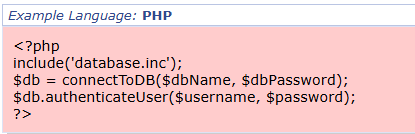 Example Language: PHP
<?php
include('database.inc');
$db = connectToDB($dbName, $dbPassword);
$db.authenticateUser($username, $password);
?>